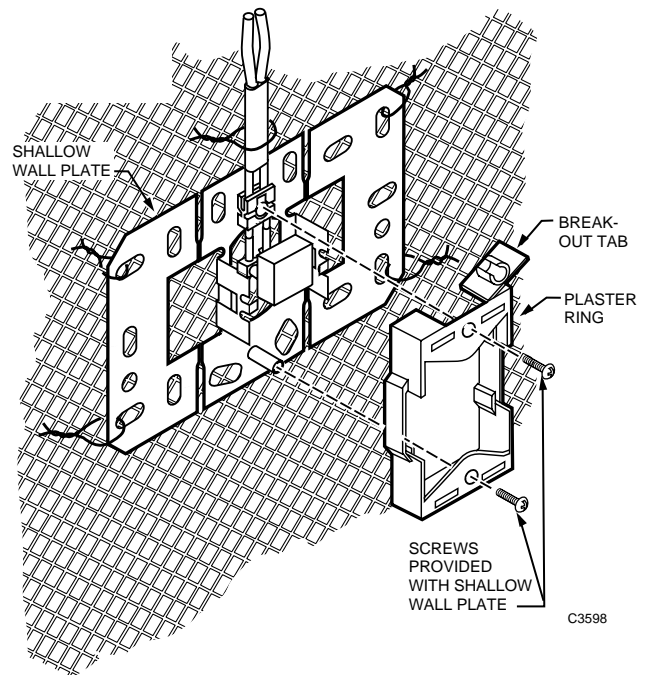 SHALLOW
WALL PLATE
BREAK-
OUT TAB
PLASTER
RING
SCREWS
PROVIDED
WITH SHALLOW
WALL PLATE
C3598